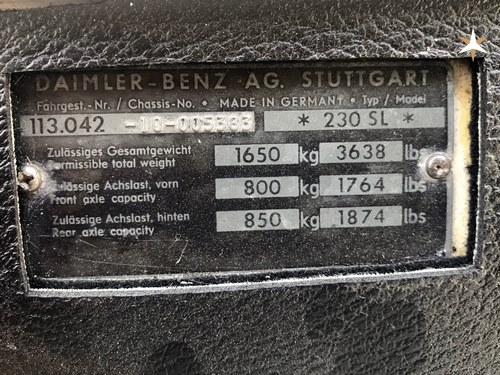 DAIMLER-BENZ AG. STUTTGART
Fahrgest.-Nr. / Chassis-No. • MADE IN GERMANY • Typ / Model
113.042 -10-005383 * 230 SL *
Zulässiges Gesamtgewicht 1650 kg 3638 lbs
Permissible total weight
Zulässige Achslast, vorn 800 kg 1764 lbs
Front axle capacity
Zulässige Achslast, hinten 850 kg 1874 lbs
Rear axle capacity